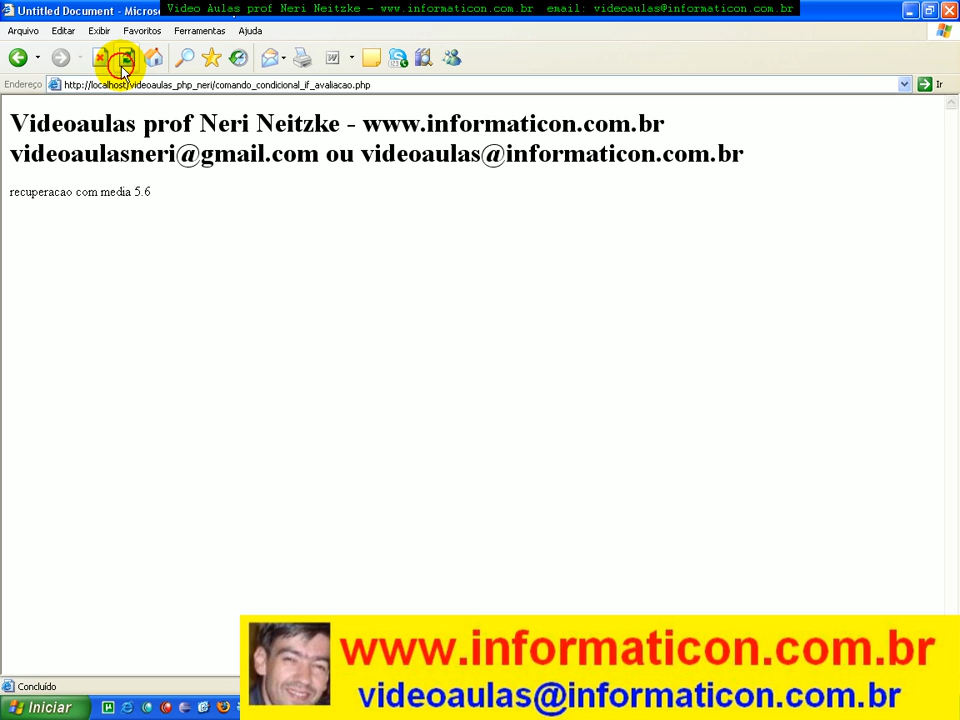 Untitled Document - Micros
Video Aulas prof Neri Neitzke - www.informaticon.com.br email: videoaulas@informaticon.com.br
Arquivo Editar Exibir Favoritos Ferramentas Ajuda
Endereço http://localhost/videoaulas_php_neri/comando_condicional_if_avaliacao.php Ir
Videoaulas prof Neri Neitzke - www.informaticon.com.br
videoaulasneri@gmail.com ou videoaulas@informaticon.com.br
recuperacao com media 5.6
www.informaticon.com.br
videoaulas@informaticon.com.br
Concluído
Iniciar